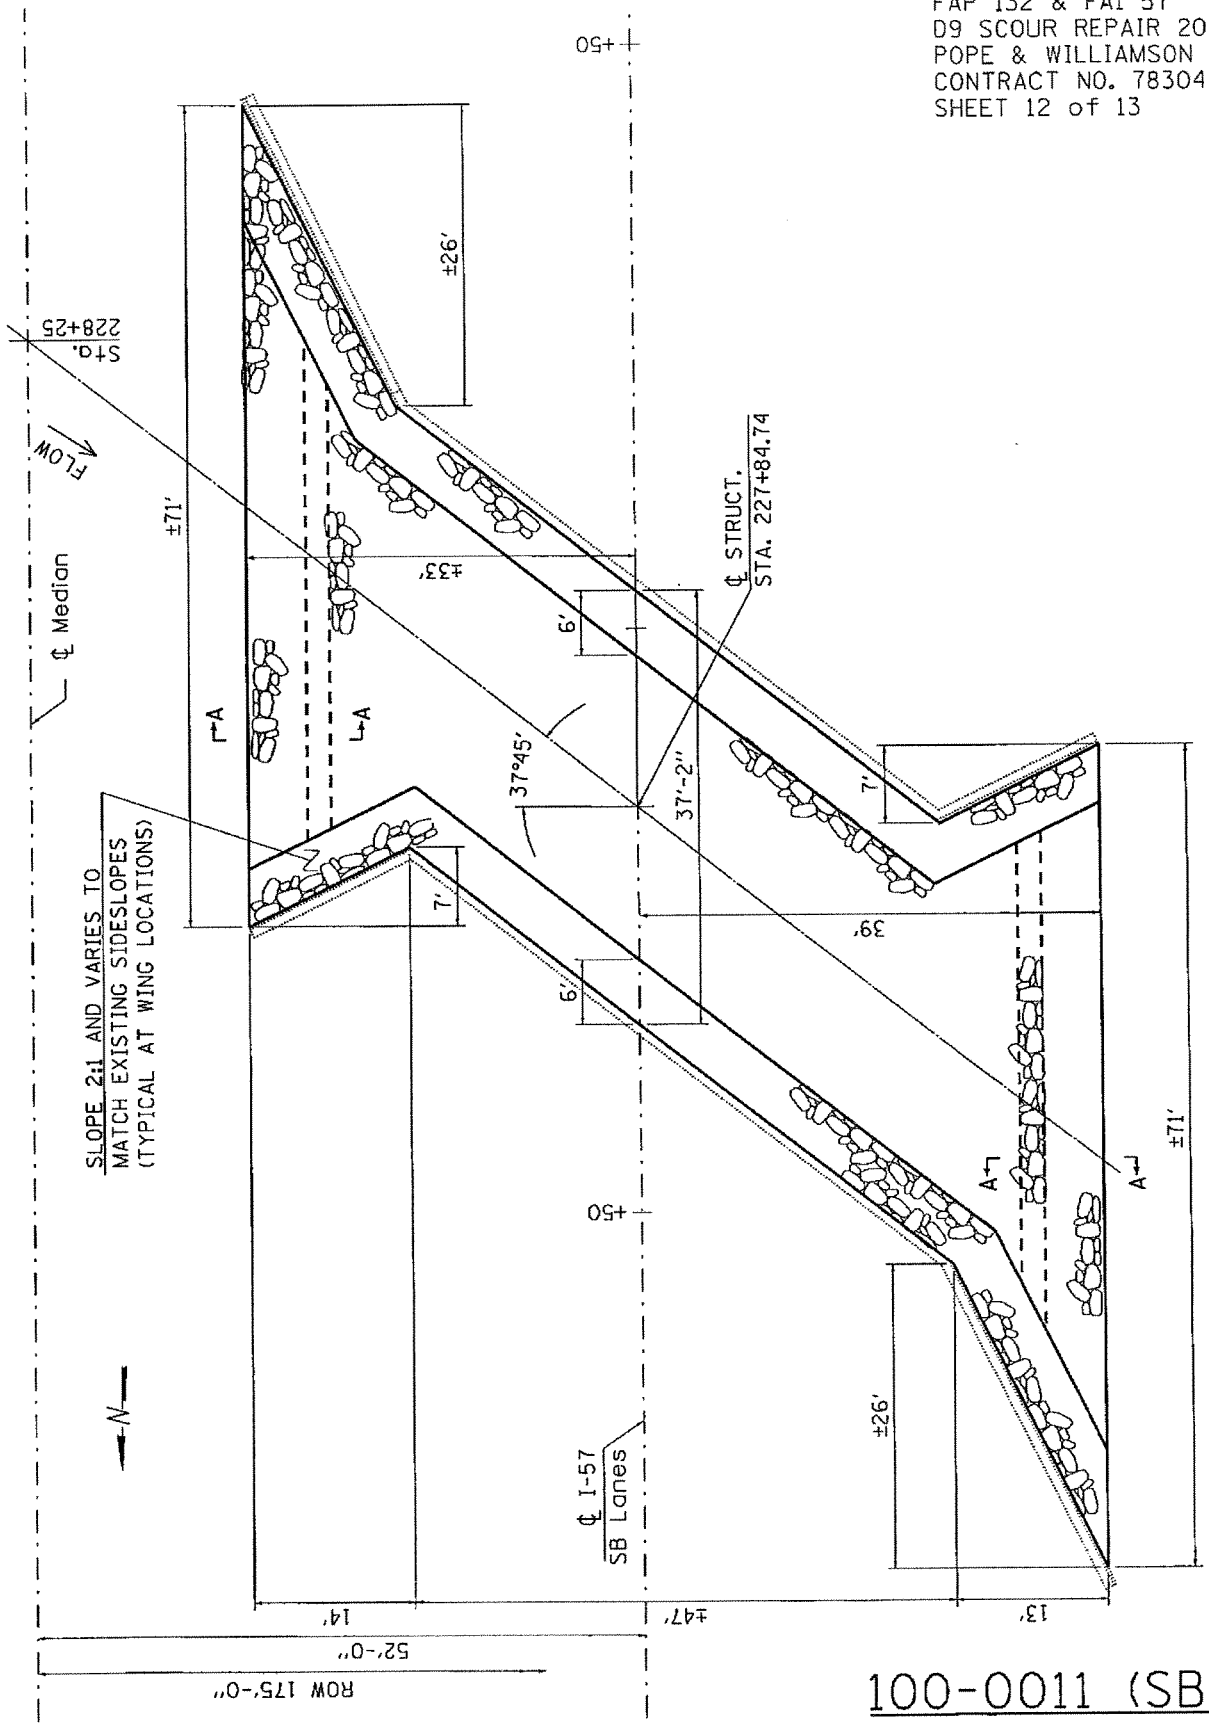 FAP 132 & FAI 57
D9 SCOUR REPAIR 20
POPE & WILLIAMSON
CONTRACT NO. 78304
SHEET 12 of 13
+50
±26'
Sta.
228+25
FLOW
±71'
℄ Median
±33'
℄ STRUCT.
STA. 227+84.74
6'
A
A
37°45'
37'-2"
7'
SLOPE 2:1 AND VARIES TO
MATCH EXISTING SIDESLOPES
(TYPICAL AT WING LOCATIONS)
7'
39'
6'
A
A
±71'
+50
N
±26'
℄ I-57
SB Lanes
14'
±47'
13'
52'-0"
ROW 175'-0"
100-0011 (SB